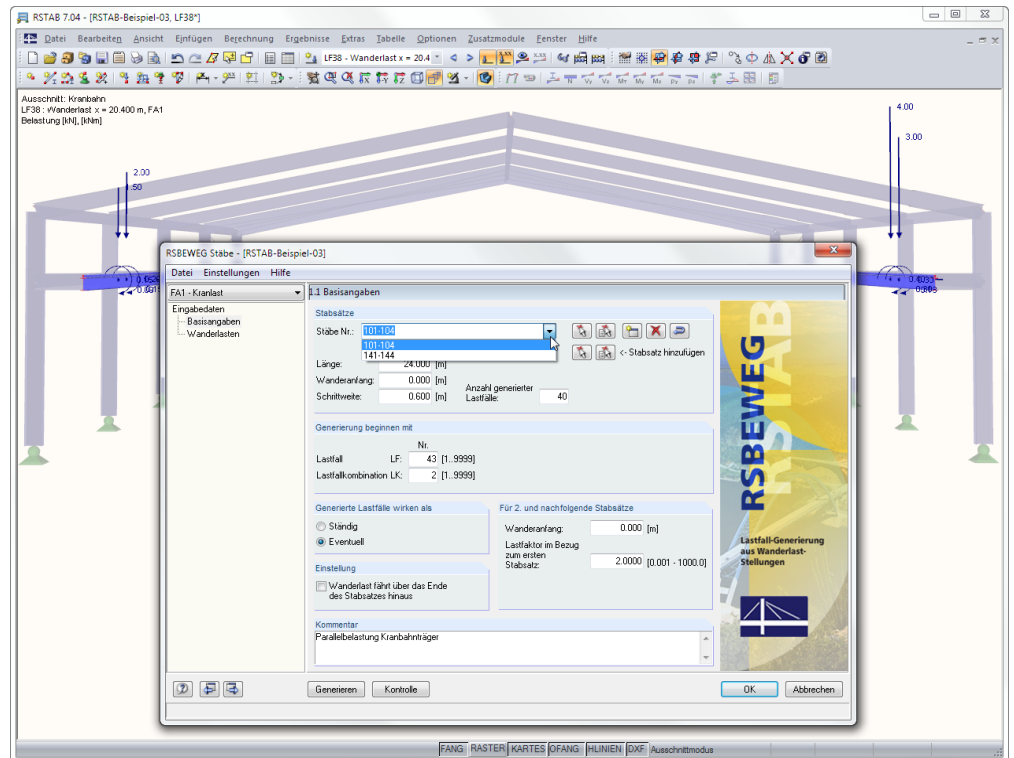 RSTAB 7.04 - [RSTAB-Beispiel-03, LF38*]
Datei Bearbeiten Ansicht Einfügen Berechnung Ergebnisse Extras Tabelle Optionen Zusatzmodule Fenster Hilfe
LF38 - Wanderlast x = 20.4
Ausschnitt: Kranbahn
LF38 : Wanderlast x = 20.400 m, FA1
Belastung [kN], [kNm]
4.00
3.00
2.00
1.50
RSBEWEG Stäbe - [RSTAB-Beispiel-03]
Datei Einstellungen Hilfe
FA1 - Kranlast
1.1 Basisangaben
Eingabedaten
Basisangaben
Wanderlasten
Stabsätze
Stäbe Nr.: 101-104
101-104
141-144
<- Stabsatz hinzufügen
Länge: 24.000 [m]
Wanderanfang: 0.000 [m]
Schrittweite: 0.600 [m]
Anzahl generierter
Lastfälle: 40
Generierung beginnen mit
Nr.
Lastfall LF: 43 [1..9999]
Lastfallkombination LK: 2 [1..9999]
Generierte Lastfälle wirken als
Ständig
Eventuell
Einstellung
Wanderlast fährt über das Ende
des Stabsatzes hinaus
Für 2. und nachfolgende Stabsätze
Wanderanfang: 0.000 [m]
Lastfaktor im Bezug
zum ersten
Stabsatz: 2.0000 [0.001 - 1000.0]
Kommentar
Parallelbelastung Kranbahnträger
RSBEWEG
RSTAB
Lastfall-Generierung
aus Wanderlast-
Stellungen
Generieren Kontrolle OK Abbrechen
FANG RASTER KARTES OFANG HLINIEN DXF Ausschnittmodus